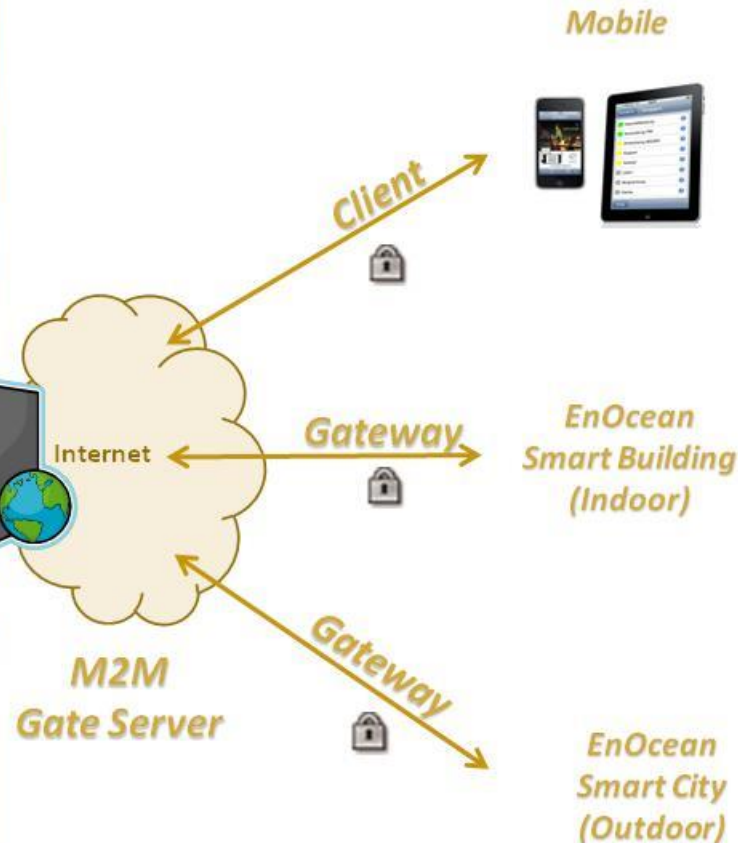 Mobile
Client
Internet
Gateway
EnOcean
Smart Building
(Indoor)
Gateway
M2M
Gate Server
EnOcean
Smart City
(Outdoor)